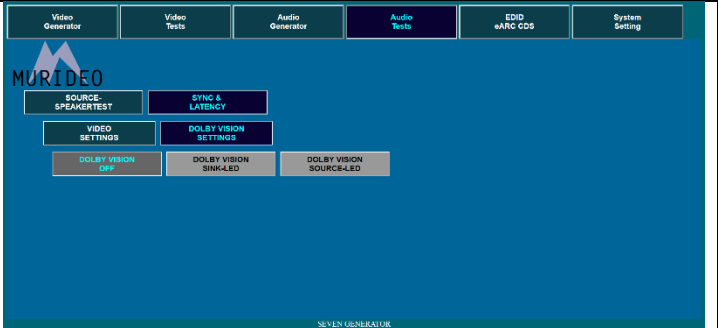 Video
Generator
Video
Tests
Audio
Generator
Audio
Tests
EDID
eARC CDS
System
Setting
MURIDEO
SOURCE-
SPEAKERTEST
SYNC &
LATENCY
VIDEO
SETTINGS
DOLBY VISION
SETTINGS
DOLBY VISION
OFF
DOLBY VISION
SINK-LED
DOLBY VISION
SOURCE-LED
SEVEN GENERATOR